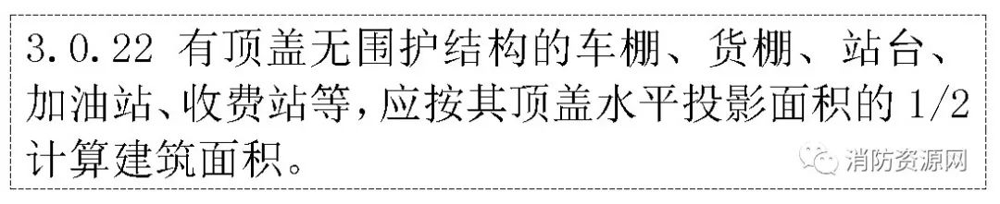 3.0.22 有顶盖无围护结构的车棚、货棚、站台、
加油站、收费站等，应按其顶盖水平投影面积的 1/2
计算建筑面积。
消防资源网